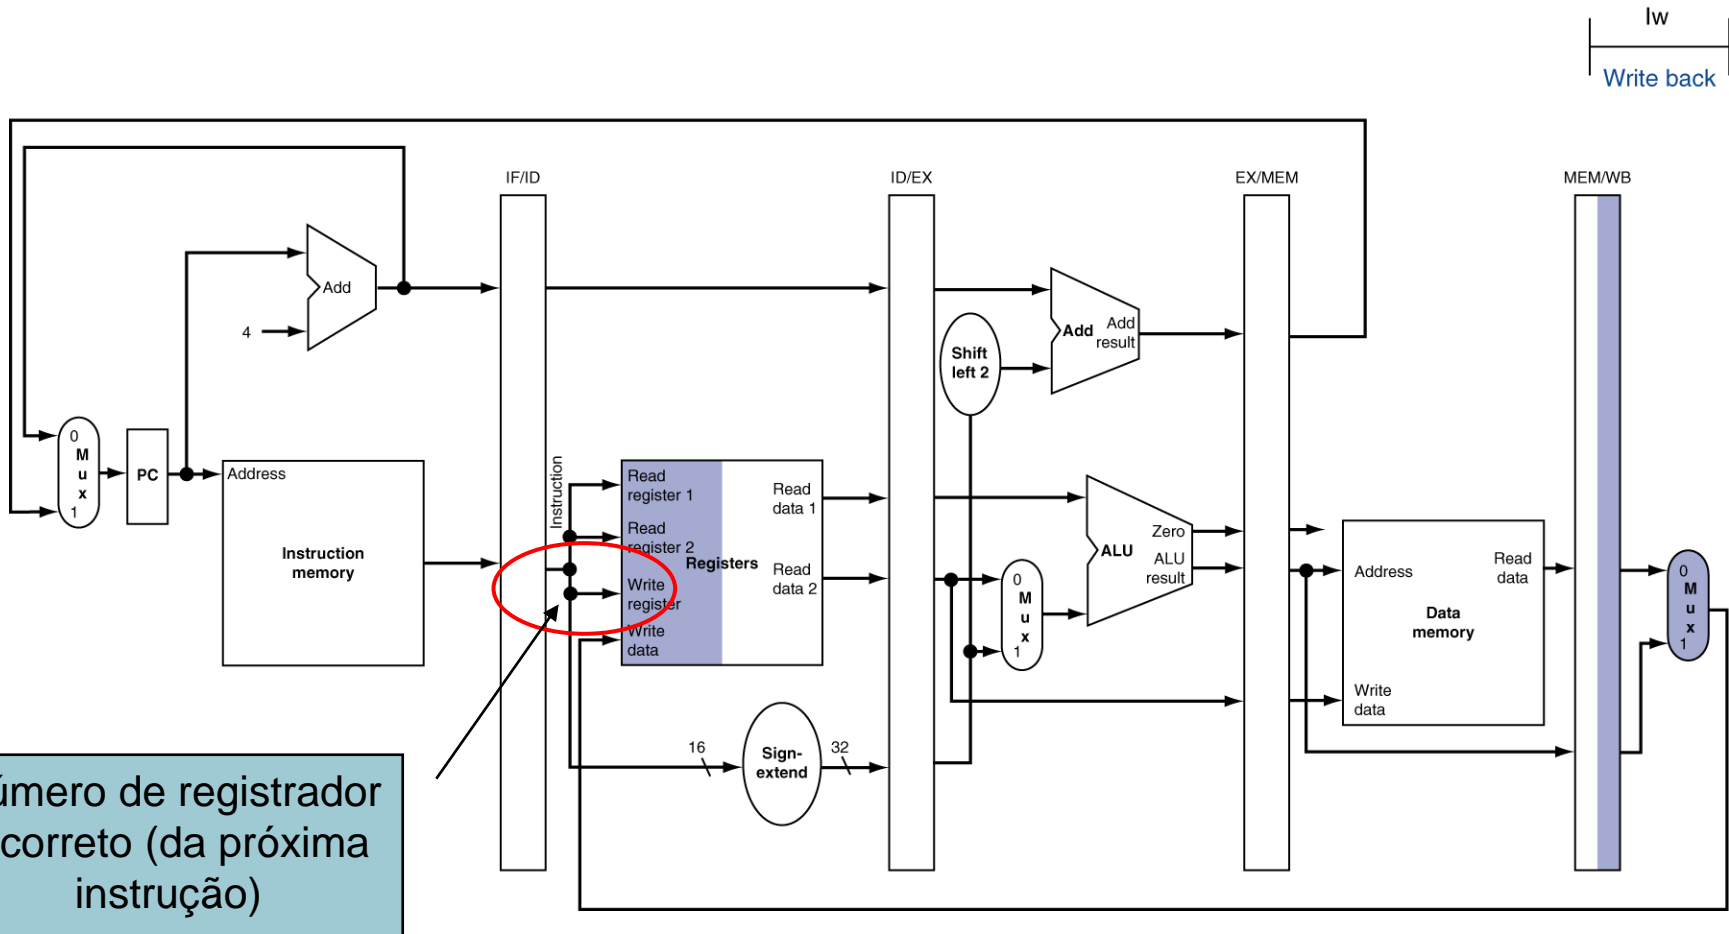 lw
Write back
IF/ID
ID/EX
EX/MEM
MEM/WB
Add
4
Add
Add
result
Shift
left 2
0
M
u
x
1
PC
Address
Instruction
memory
Instruction
Read
register 1
Read
register 2
Write
register
Write
data
Registers
Read
data 1
Read
data 2
0
M
u
x
1
Zero
ALU
ALU
result
Address
Read
data
Data
memory
Write
data
0
M
u
x
1
16
Sign-
extend
32
úmero de registrador
correto (da próxima
instrução)